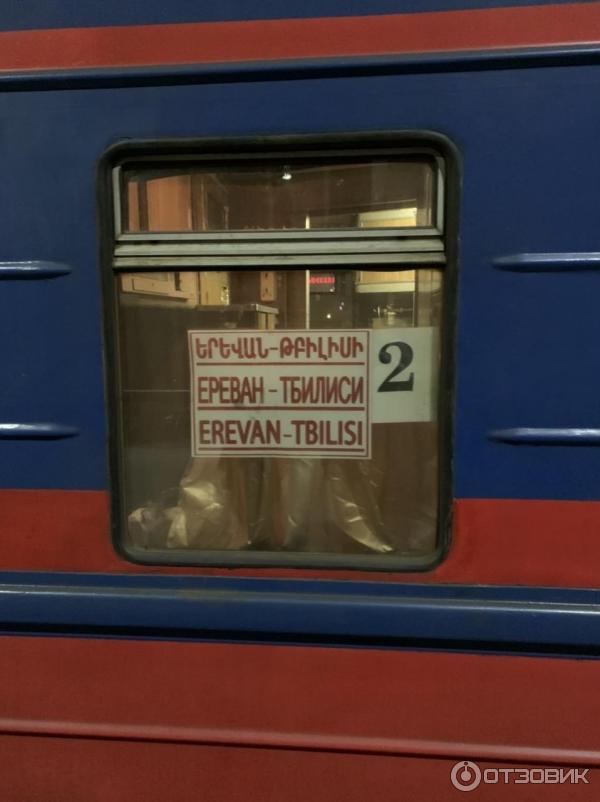 ԵՐԵՎԱՆ-ԹԲԻԼԻՍԻ
ЕРЕВАН - ТБИЛИСИ
EREVAN-TBILISI
2
ОТЗОВИК